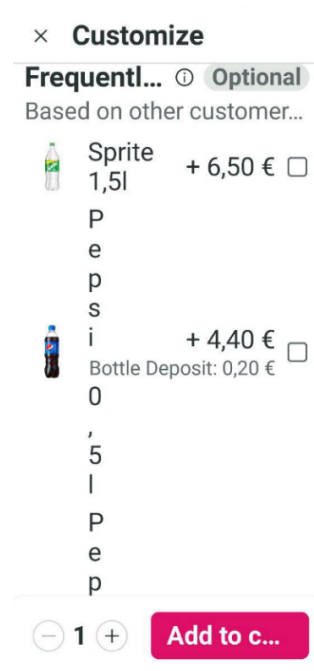 × Customize
Frequentl... ⓘ Optional
Based on other customer...
Sprite
1,5l
+ 6,50 €
P
e
p
s
i
0
,
5
l
+ 4,40 €
Bottle Deposit: 0,20 €
P
e
p
− 1 + Add to c...